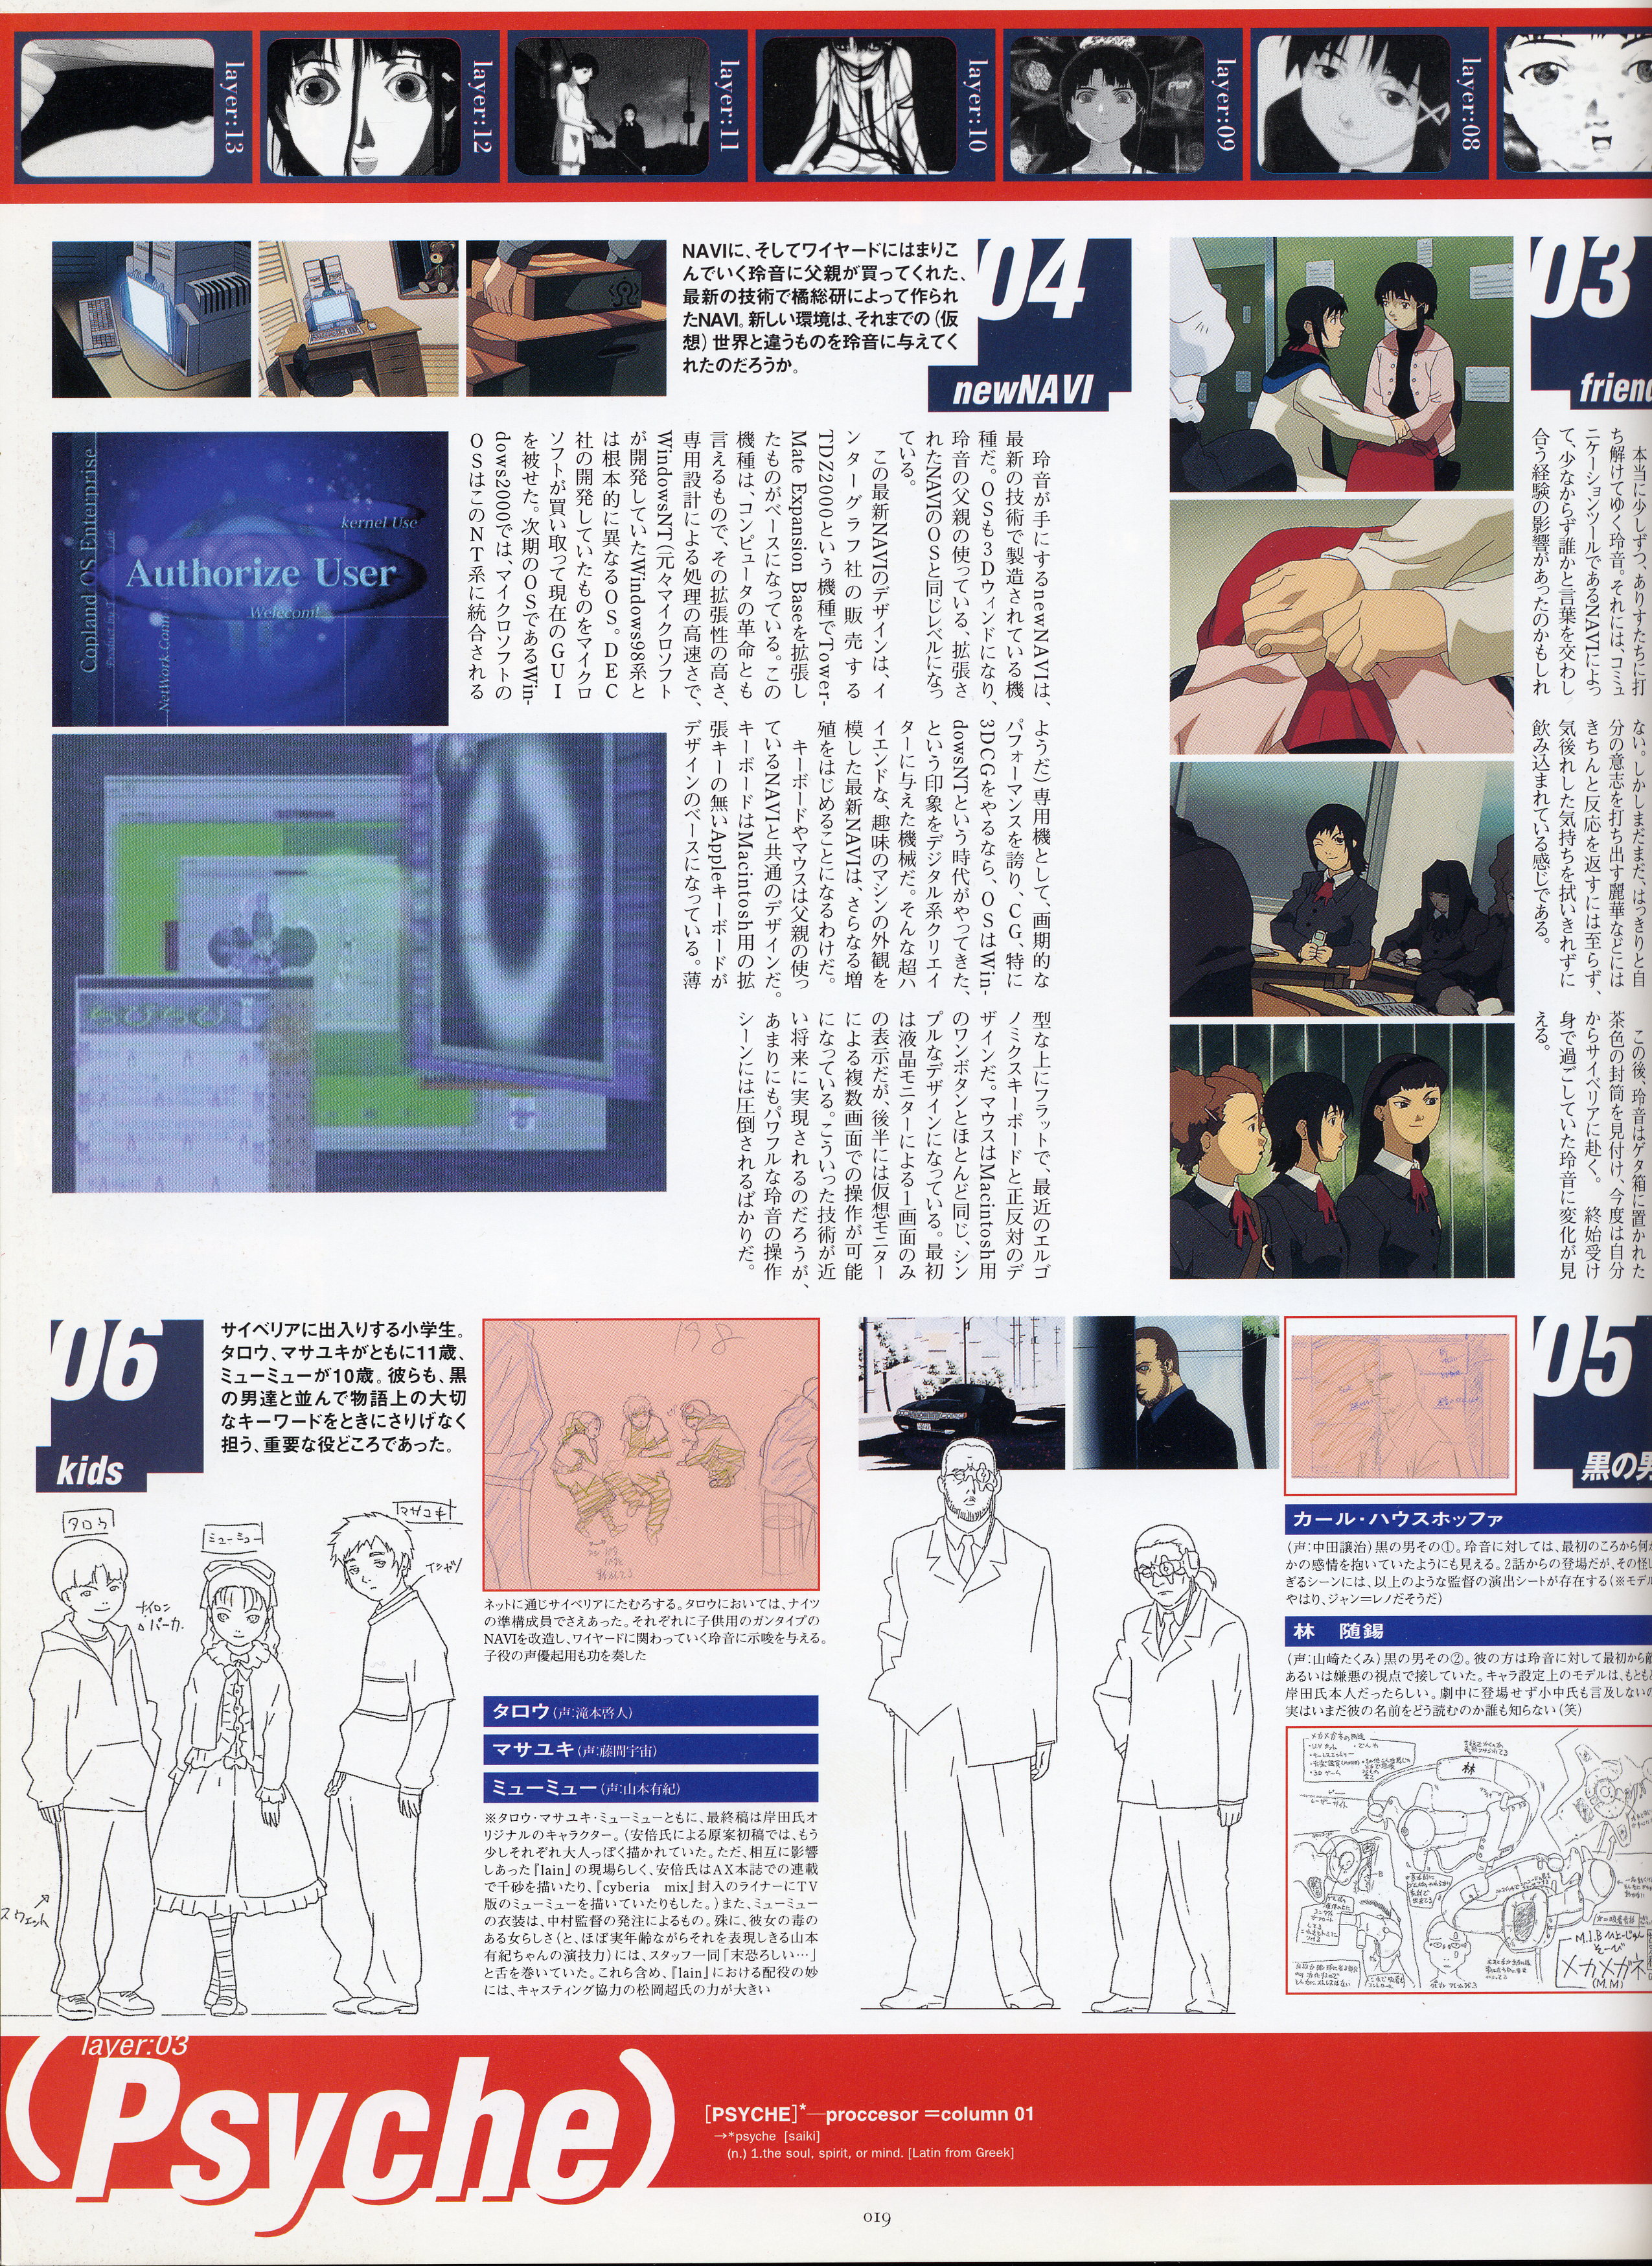 layer:08
layer:09
layer:10
layer:11
layer:12
layer:13
03
本当に少しずつ、ありすたちに打
ち解けてゆく玲音。それには、コミュ
ニケーションツールであるNAVIによっ
て、少なからず誰かと言葉を交わし
合う経験の影響があったのかもしれ
ない。しかしまだまだ、はっきりと自
分の意志を打ち出す麗華などには
きちんと反応を返すには至らず、
気後れした気持ちを拭いきれずに
飲み込まれている感じである。
この後、玲音はゲタ箱に置かれた
茶色の封筒を見付け、今度は自分
からサイベリアに赴く。 終始受け
身で過ごしていた玲音に変化が見
える。
04
newNAVI
NAVIに、そしてワイヤードにはまりこ
んでいく玲音に父親が買ってくれた、
最新の技術で橘総研によって作られ
たNAVI。新しい環境は、それまでの（仮
想）世界と違うものを玲音に与えてく
れたのだろうか。
玲音が手にするnewNAVIは、
最新の技術で製造されている機
種だ。OSも3Dウィンドになり、
玲音の父親の使っている、拡張さ
れたNAVIのOSと同じレベルになっ
ている。
この最新NAVIのデザインは、イ
ンターグラフ社の販売する
TDZ2000という機種でTower-
Mate Expansion Baseを拡張し
たものがベースになっている。この
機種は、コンピュータの革命とも
言えるもので、その拡張性の高さ、
専用設計による処理の高速さで、
WindowsNT（元々マイクロソフト
が開発していたWindows98系と
は根本的に異なるOS。DEC
社の開発していたものをマイクロ
ソフトが買い取って現在のGUI
を被せた。次期のOSであるWin-
dows2000では、マイクロソフトの
OSはこのNT系に統合される
ようだ）専用機として、画期的な
パフォーマンスを誇り、CG、特に
3DCGをやるなら、OSはWin-
dowsNTという時代がやってきた、
という印象をデジタル系クリエイ
ターに与えた機械だ。そんな超ハ
イエンドな、趣味のマシンの外観を
模した最新NAVIは、さらなる増
殖をはじめることになるわけだ。
キーボードやマウスは父親の使っ
ているNAVIと共通のデザインだ。
キーボードはMacintosh用の拡
張キーの無いAppleキーボードが
デザインのベースになっている。薄
型な上にフラットで、最近のエルゴ
ノミクスキーボードと正反対のデ
ザインだ。マウスはMacintosh用
のワンボタンとほとんど同じ、シン
プルなデザインになっている。最初
は液晶モニターによる1画面のみ
の表示だが、後半には仮想モニター
による複数画面での操作が可能
になっている。こういった技術が近
い将来に実現されるのだろうが、
あまりにもパワフルな玲音の操作
シーンには圧倒されるばかりだ。
Copland OS Enterprise
kernel Use
Authorize User
Welecom!
05
カール・ハウスホッファ
（声：中田譲治）黒の男その①。玲音に対しては、最初のころから何
かの感情を抱いていたようにも見える。2話からの登場だが、その怪し
ぎるシーンには、以上のような監督の演出シートが存在する（※モデル
やはり、ジャン＝レノだそうだ）
林 随錫
（声：山崎たくみ）黒の男その②。彼の方は玲音に対して最初から
あるいは嫌悪の視点で接していた。キャラ設定上のモデルは、もとも
岸田氏本人だったらしい。劇中に登場せず小中氏も言及しない
実はいまだ彼の名前をどう読むのか誰も知らない（笑）
メカメガネの用途
林
M.I.B
メカメガネ
(M.M)
06
kids
サイベリアに出入りする小学生。
タロウ、マサユキがともに11歳、
ミューミューが10歳。彼らも、黒
の男達と並んで物語上の大切
なキーワードをときにさりげなく
担う、重要な役どころであった。
198
タロウ
ミューミュー
マサユキ
ナイロン
パーカ
Tシャツ
スウェット
ネットに通じサイベリアにたむろする。タロウにおいては、ナイツ
の準構成員でさえあった。それぞれに子供用のガンタイプの
NAVIを改造し、ワイヤードに関わっていく玲音に示唆を与える。
子役の声優起用も功を奏した
タロウ（声：滝本啓人）
マサユキ（声：藤間宇宙）
ミューミュー（声：山本有紀）
※タロウ・マサユキ・ミューミューともに、最終稿は岸田氏オ
リジナルのキャラクター。（安倍氏による原案初稿では、もう
少しそれぞれ大人っぽく描かれていた。ただ、相互に影響
しあった『lain』の現場らしく、安倍氏はAX本誌での連載
で千砂を描いたり、『cyberia mix』封入のライナーにTV
版のミューミューを描いていたりもした。）また、ミューミュー
の衣装は、中村監督の発注によるもの。殊に、彼女の毒の
ある女らしさ（と、ほぼ実年齢ながらそれを表現しきる山本
有紀ちゃんの演技力）には、スタッフ一同「末恐ろしい…」
と舌を巻いていた。これら含め、『lain』における配役の妙
には、キャスティング協力の松岡超氏の力が大きい
layer:03
(Psyche)
［PSYCHE］*—proccesor＝column 01
→*psyche [saiki]
(n.) 1.the soul, spirit, or mind. [Latin from Greek]
019